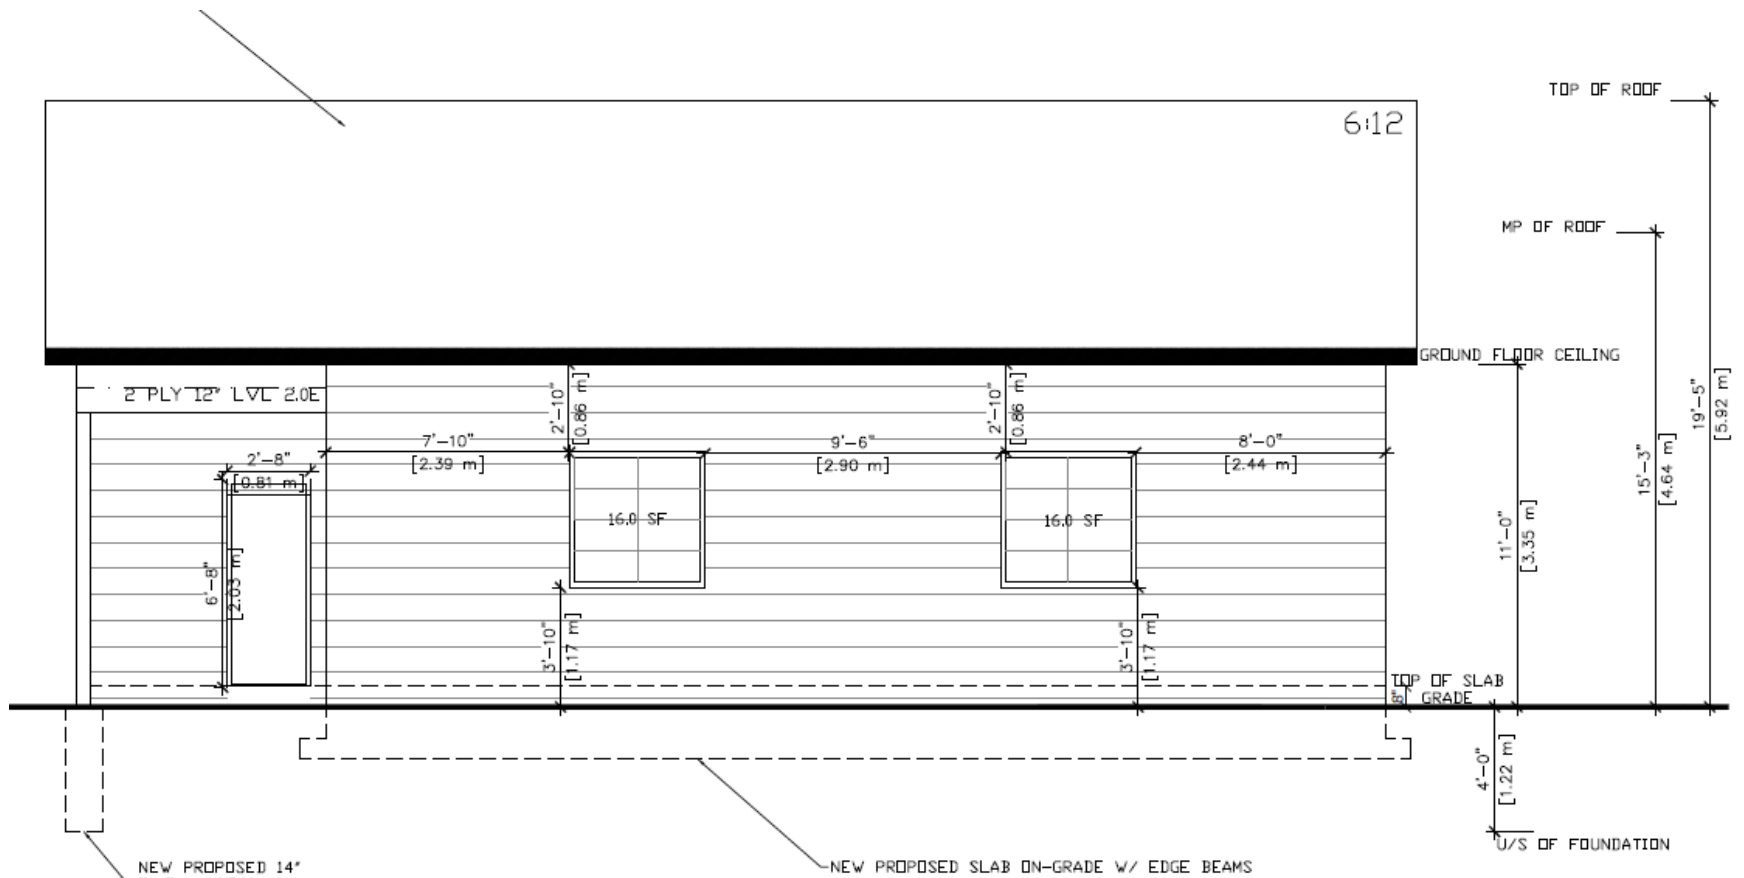 TOP OF ROOF
6:12
MP OF ROOF
GROUND FLOOR CEILING
2 PLY 12" LVL 2.0E
2'-10"
[0.86 m]
2'-10"
[0.86 m]
19'-5"
[5.92 m]
7'-10"
[2.39 m]
9'-6"
[2.90 m]
8'-0"
[2.44 m]
2'-8"
[0.81 m]
15'-3"
[4.64 m]
16.0 SF
16.0 SF
11'-0"
[3.35 m]
6'-8"
[2.03 m]
3'-10"
[1.17 m]
3'-10"
[1.17 m]
TOP OF SLAB
8"
GRADE
4'-0"
[1.22 m]
U/S OF FOUNDATION
NEW PROPOSED 14"
NEW PROPOSED SLAB ON-GRADE W/ EDGE BEAMS